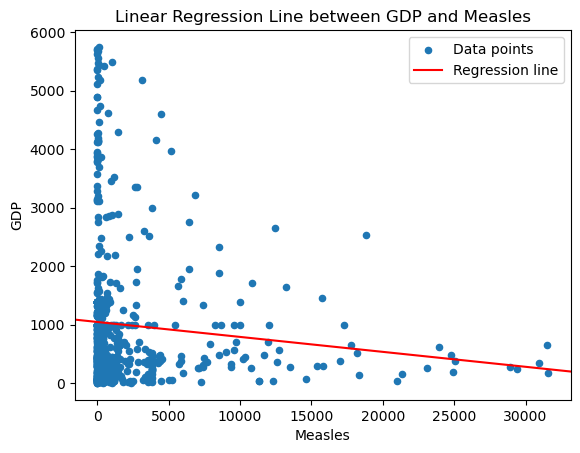 Linear Regression Line between GDP and Measles
Data points
Regression line
6000
5000
4000
3000
2000
1000
0
GDP
0 5000 10000 15000 20000 25000 30000
Measles